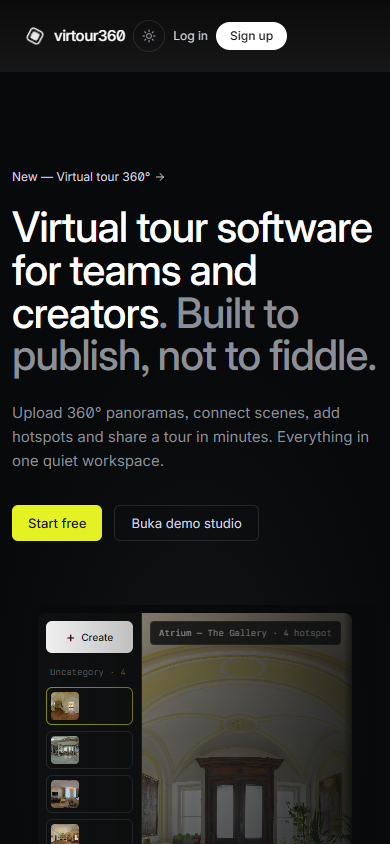 virtour360
Log in
Sign up
New — Virtual tour 360° →
Virtual tour software
for teams and
creators. Built to
publish, not to fiddle.
Upload 360° panoramas, connect scenes, add
hotspots and share a tour in minutes. Everything in
one quiet workspace.
Start free
Buka demo studio
+ Create
Atrium — The Gallery · 4 hotspot
Uncategory · 4